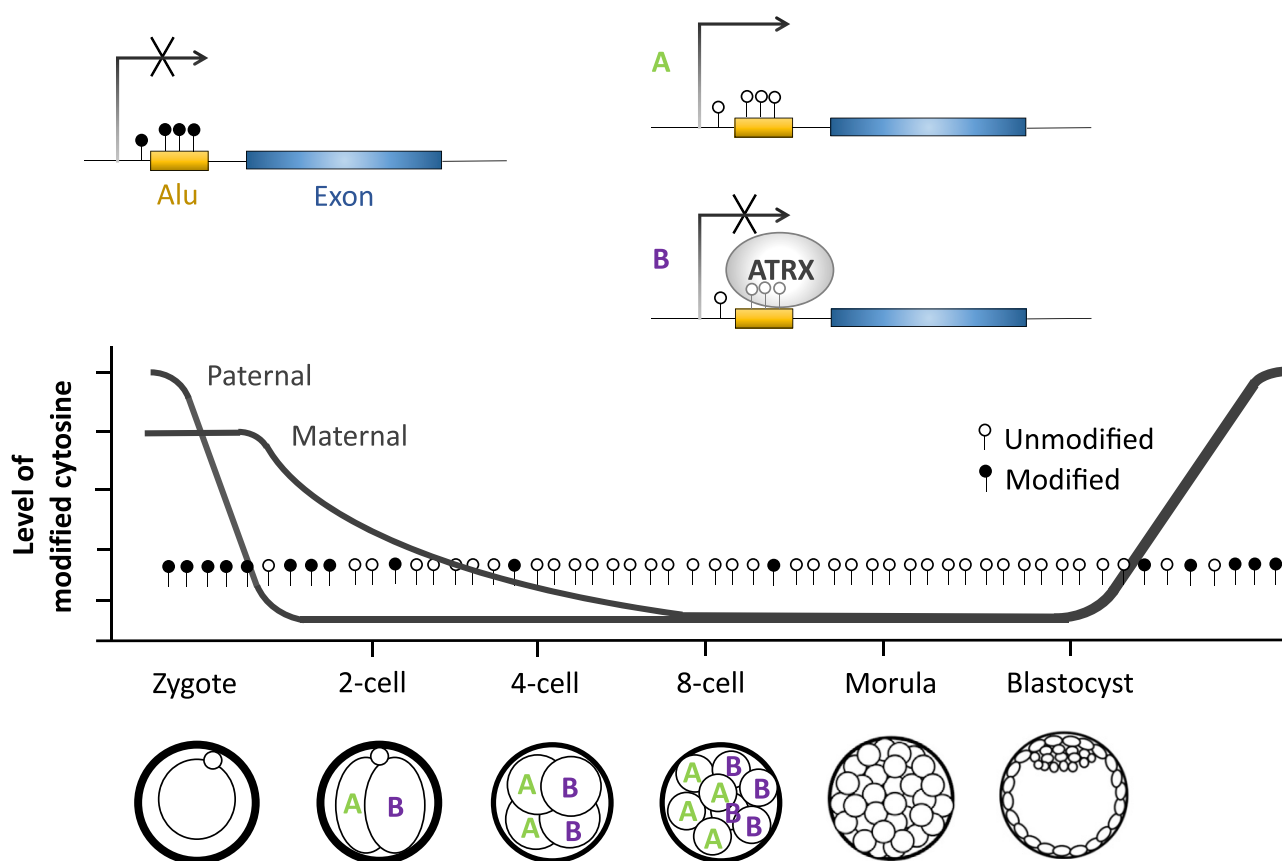 A
Alu
Exon
B
ATRX
Paternal
Maternal
Unmodified
Modified
Level of
modified cytosine
Zygote
2-cell
4-cell
8-cell
Morula
Blastocyst
A B
A B
A B
A B
A B
A B
A B